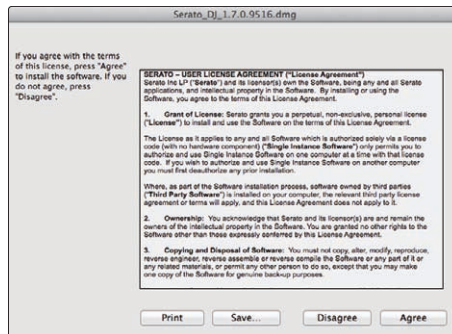 Serato_DJ_1.7.0.9516.dmg
If you agree with the terms
of this license, press "Agree"
to install the software. If you
do not agree, press
"Disagree".
SERATO – USER LICENSE AGREEMENT ("License Agreement")
Serato Inc LP ("Serato") and its licensor(s) own the Software, being any and all Serato
applications, and intellectual property in the Software. By installing or using the
Software, you agree to the terms of this License Agreement.
1. Grant of License: Serato grants you a perpetual, non-exclusive, personal license
("License") to install and use the Software on the terms of this License Agreement.
The License as it applies to any and all Software which is authorized solely via a license
code (with no hardware component) ("Single Instance Software") only permits you to
authorize and use Single Instance Software on one computer at a time with that license
code. If you wish to authorize and use Single Instance Software on another computer
you must first deauthorize any prior installation.
Where, as part of the Software installation process, software owned by third parties
("Third Party Software") is installed on your computer, the relevant third party license
agreement or terms will apply, and this License Agreement does not apply to it.
2. Ownership: You acknowledge that Serato and its licensor(s) are and remain the
owners of the intellectual property in the Software. You are granted no other rights to the
Software other than these expressly conferred by this License Agreement.
3. Copying and Disposal of Software: You must not copy, alter, modify, reproduce,
reverse engineer, reverse assemble or reverse compile the Software or any part of it or
any related materials, or permit any other person to do so, except that you may make
one copy of the Software for genuine back-up purposes.
Print Save... Disagree Agree